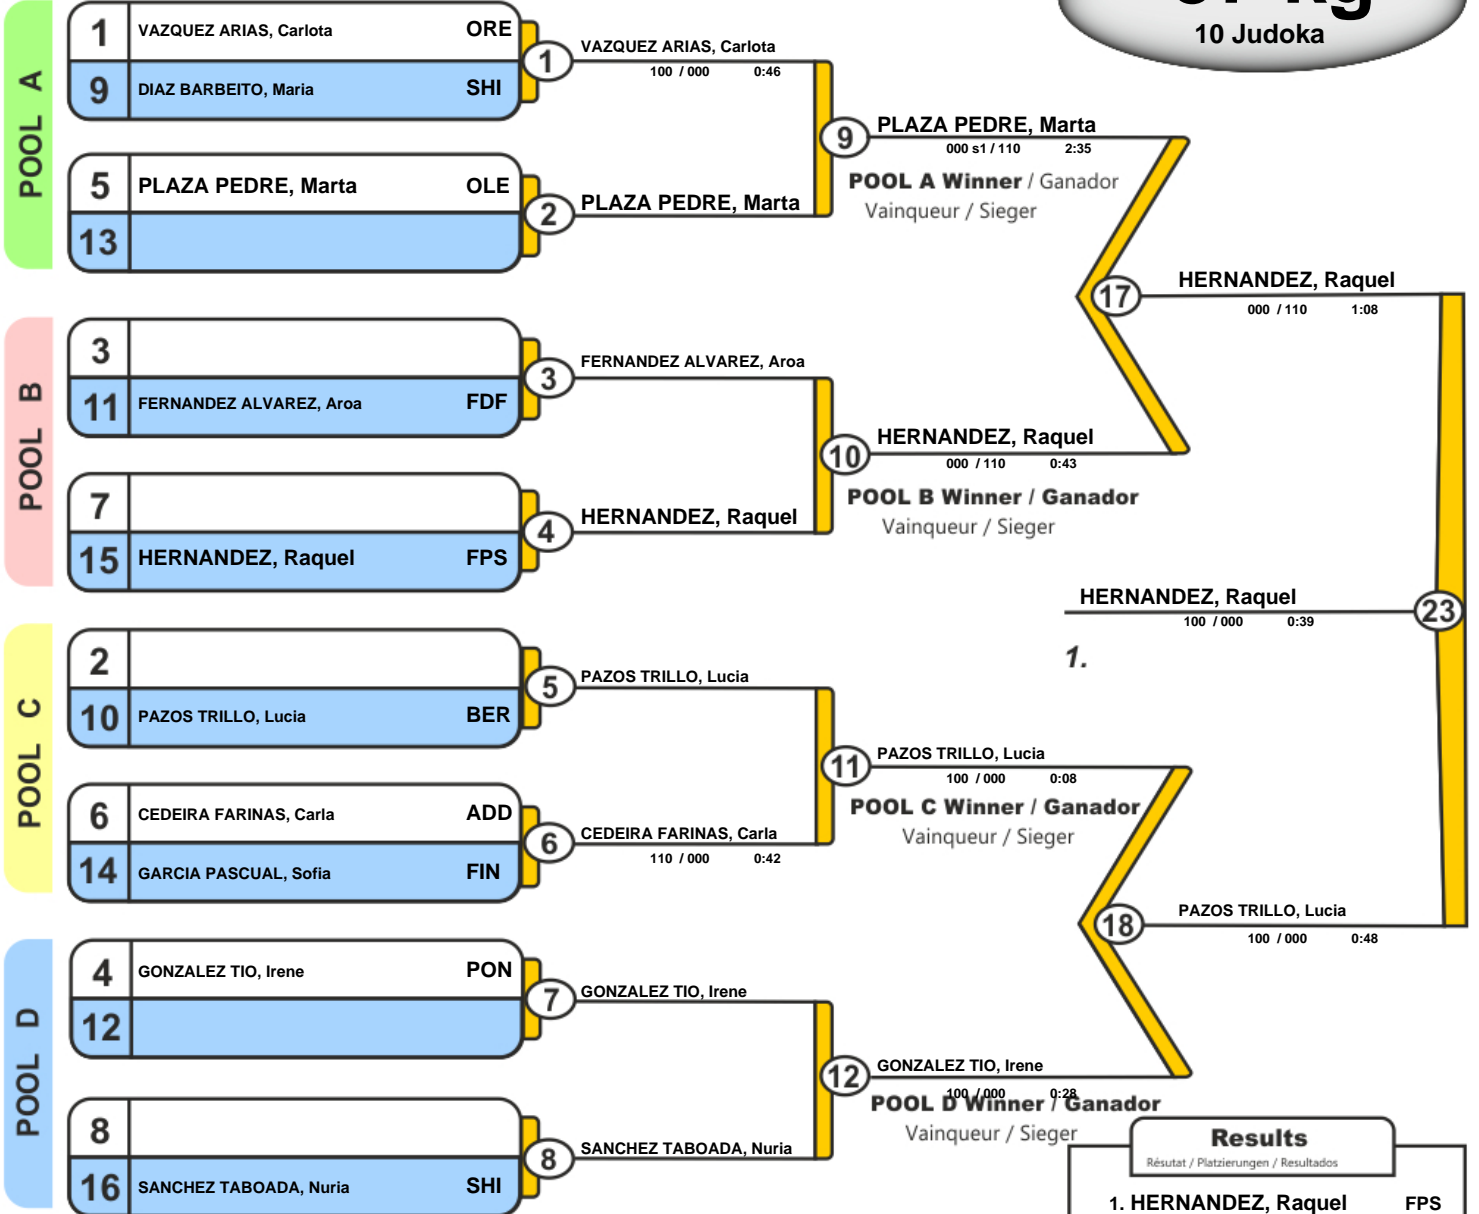 10 Judoka
POOL A
1 VAZQUEZ ARIAS, Carlota ORE
9 DIAZ BARBEITO, Maria SHI
1
VAZQUEZ ARIAS, Carlota
100 / 000 0:46
5 PLAZA PEDRE, Marta OLE
13
2
PLAZA PEDRE, Marta
9
PLAZA PEDRE, Marta
000 s1 / 110 2:35
POOL A Winner / Ganador
Vainqueur / Sieger
POOL B
3
11 FERNANDEZ ALVAREZ, Aroa FDF
3
FERNANDEZ ALVAREZ, Aroa
7
15 HERNANDEZ, Raquel FPS
4
HERNANDEZ, Raquel
10
HERNANDEZ, Raquel
000 / 110 0:43
POOL B Winner / Ganador
Vainqueur / Sieger
17
HERNANDEZ, Raquel
000 / 110 1:08
HERNANDEZ, Raquel
100 / 000 0:39
23
1.
POOL C
2
10 PAZOS TRILLO, Lucia BER
5
PAZOS TRILLO, Lucia
6 CEDEIRA FARINAS, Carla ADD
14 GARCIA PASCUAL, Sofia FIN
6
CEDEIRA FARINAS, Carla
110 / 000 0:42
11
PAZOS TRILLO, Lucia
100 / 000 0:08
POOL C Winner / Ganador
Vainqueur / Sieger
18
PAZOS TRILLO, Lucia
100 / 000 0:48
POOL D
4 GONZALEZ TIO, Irene PON
12
7
GONZALEZ TIO, Irene
8
16 SANCHEZ TABOADA, Nuria SHI
8
SANCHEZ TABOADA, Nuria
12
GONZALEZ TIO, Irene
100 / 000 0:28
POOL D Winner / Ganador
Vainqueur / Sieger
Results
Résutat / Platzierungen / Resultados
1. HERNANDEZ, Raquel FPS